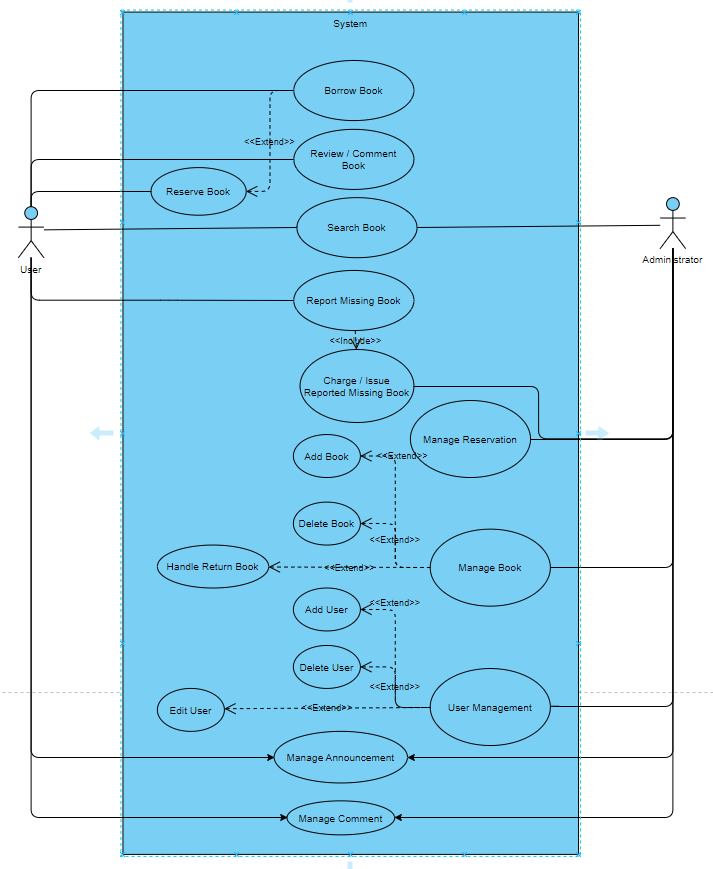 System
Borrow Book
<<Extend>>
Review / Comment
Book
Reserve Book
Search Book
User
Administrator
Report Missing Book
<<Include>>
Charge / Issue
Reported Missing Book
Manage Reservation
Add Book
<<Extend>>
Delete Book
<<Extend>>
Handle Return Book
<<Extend>>
Manage Book
Add User
<<Extend>>
Delete User
<<Extend>>
Edit User
<<Extend>>
User Management
Manage Announcement
Manage Comment